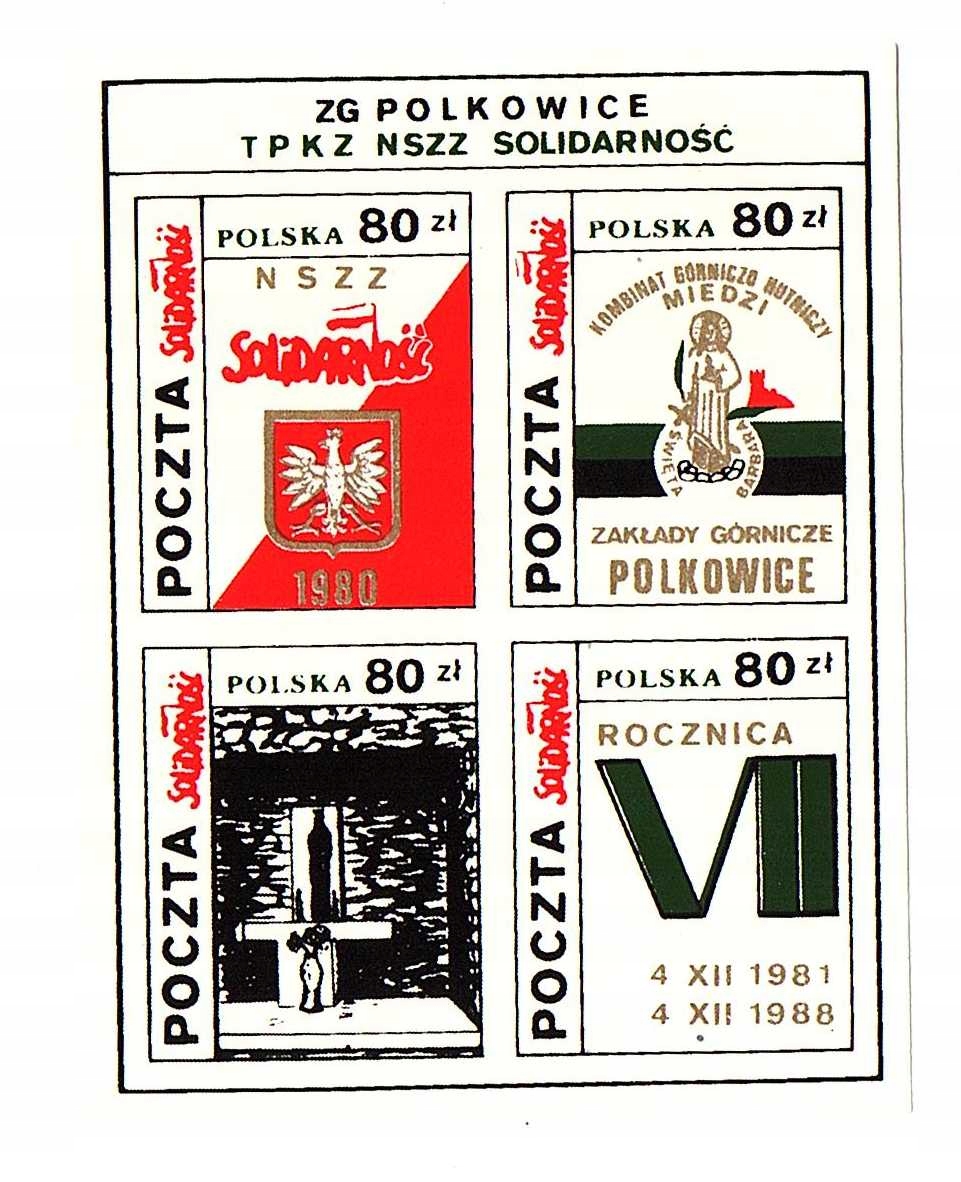 ZG POLKOWICE
TPKZ NSZZ SOLIDARNOŚĆ
POCZTA SOLIDARNOŚĆ
POLSKA 80 zł
NSZZ
SOLIDARNOŚĆ
1980
POCZTA SOLIDARNOŚĆ
POLSKA 80 zł
KOMBINAT GÓRNICZO HUTNICZY
MIEDZI
ŚWIĘTA BARBARA
ZAKŁADY GÓRNICZE
POLKOWICE
POCZTA SOLIDARNOŚĆ
POLSKA 80 zł
POCZTA SOLIDARNOŚĆ
POLSKA 80 zł
ROCZNICA
VII
4 XII 1981
4 XII 1988